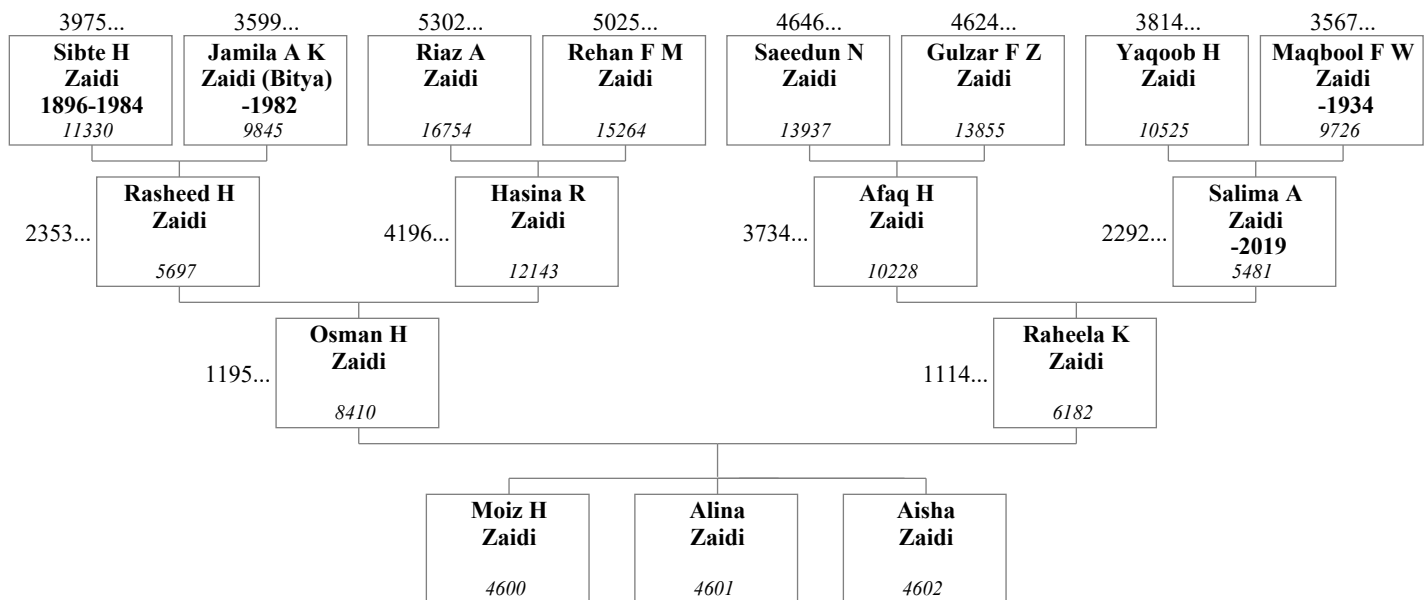 3975... 3599... 5302... 5025... 4646... 4624... 3814... 3567...
Sibte H Jamila A K Riaz A Rehan F M Saeedun N Gulzar F Z Yaqoob H Maqbool F W
Zaidi Zaidi (Bitya) Zaidi Zaidi Zaidi Zaidi Zaidi Zaidi
1896-1984 -1982 -1934
11330 9845 16754 15264 13937 13855 10525 9726
Rasheed H Hasina R Afaq H Salima A
Zaidi Zaidi Zaidi Zaidi
2353... 4196... 3734... 2292... -2019
5697 12143 10228 5481
Osman H Raheela K
Zaidi Zaidi
1195... 1114...
8410 6182
Moiz H Alina Aisha
Zaidi Zaidi Zaidi
4600 4601 4602